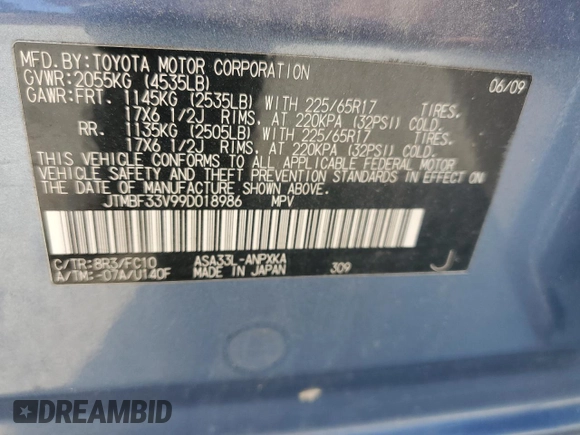 MFD.BY:TOYOTA MOTOR CORPORATION 06/09
GVWR:2055KG (4535LB)
GAWR:FRT. 1145KG (2535LB) WITH 225/65R17 TIRES,
17X6 1/2J RIMS, AT 220KPA (32PSI) COLD.
RR. 1135KG (2505LB) WITH 225/65R17 TIRES,
17X6 1/2J RIMS, AT 220KPA (32PSI) COLD.
THIS VEHICLE CONFORMS TO ALL APPLICABLE FEDERAL MOTOR
VEHICLE SAFETY AND THEFT PREVENTION STANDARDS IN EFFECT
ON THE DATE OF MANUFACTURE SHOWN ABOVE.
JTMBF33V99D018986 MPV
C/TR:8R3/FC10 ASA33L-ANPXKA
A/TM:-07A/U140F MADE IN JAPAN 309 J
DREAMBID